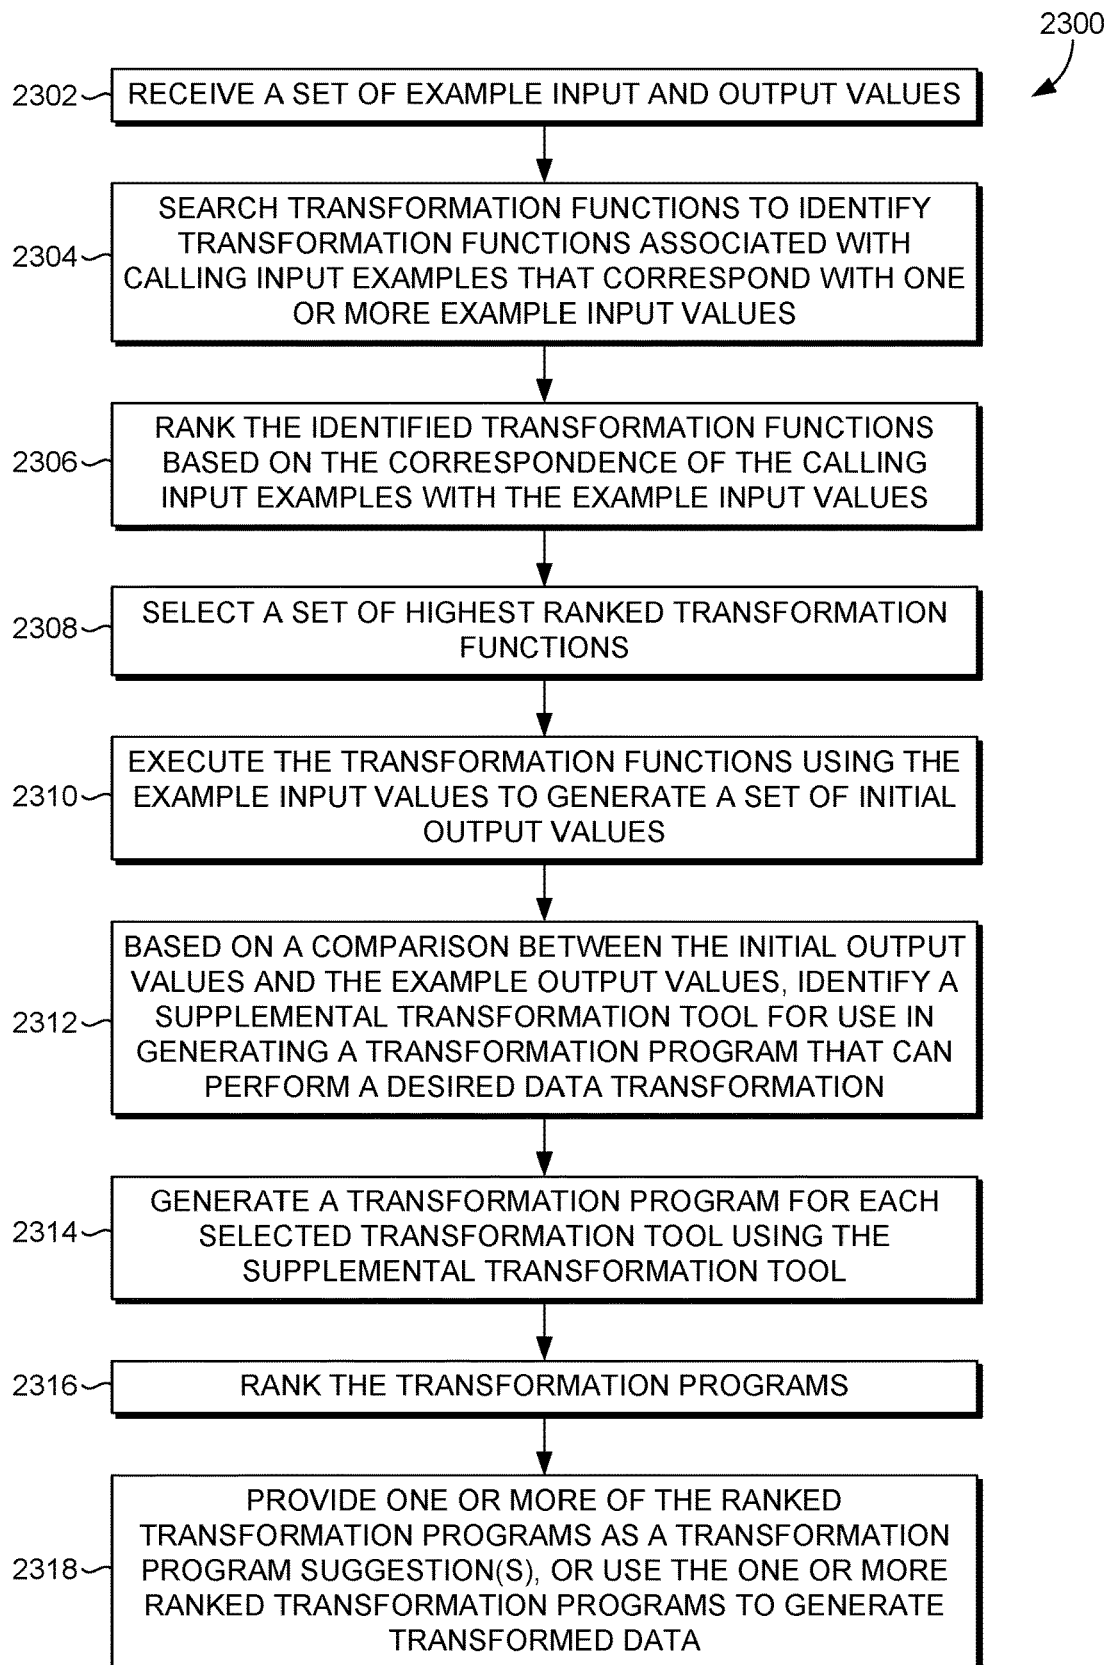 2300
2302
RECEIVE A SET OF EXAMPLE INPUT AND OUTPUT VALUES
2304
SEARCH TRANSFORMATION FUNCTIONS TO IDENTIFY
TRANSFORMATION FUNCTIONS ASSOCIATED WITH
CALLING INPUT EXAMPLES THAT CORRESPOND WITH ONE
OR MORE EXAMPLE INPUT VALUES
2306
RANK THE IDENTIFIED TRANSFORMATION FUNCTIONS
BASED ON THE CORRESPONDENCE OF THE CALLING
INPUT EXAMPLES WITH THE EXAMPLE INPUT VALUES
2308
SELECT A SET OF HIGHEST RANKED TRANSFORMATION
FUNCTIONS
2310
EXECUTE THE TRANSFORMATION FUNCTIONS USING THE
EXAMPLE INPUT VALUES TO GENERATE A SET OF INITIAL
OUTPUT VALUES
2312
BASED ON A COMPARISON BETWEEN THE INITIAL OUTPUT
VALUES AND THE EXAMPLE OUTPUT VALUES, IDENTIFY A
SUPPLEMENTAL TRANSFORMATION TOOL FOR USE IN
GENERATING A TRANSFORMATION PROGRAM THAT CAN
PERFORM A DESIRED DATA TRANSFORMATION
2314
GENERATE A TRANSFORMATION PROGRAM FOR EACH
SELECTED TRANSFORMATION TOOL USING THE
SUPPLEMENTAL TRANSFORMATION TOOL
2316
RANK THE TRANSFORMATION PROGRAMS
2318
PROVIDE ONE OR MORE OF THE RANKED
TRANSFORMATION PROGRAMS AS A TRANSFORMATION
PROGRAM SUGGESTION(S), OR USE THE ONE OR MORE
RANKED TRANSFORMATION PROGRAMS TO GENERATE
TRANSFORMED DATA